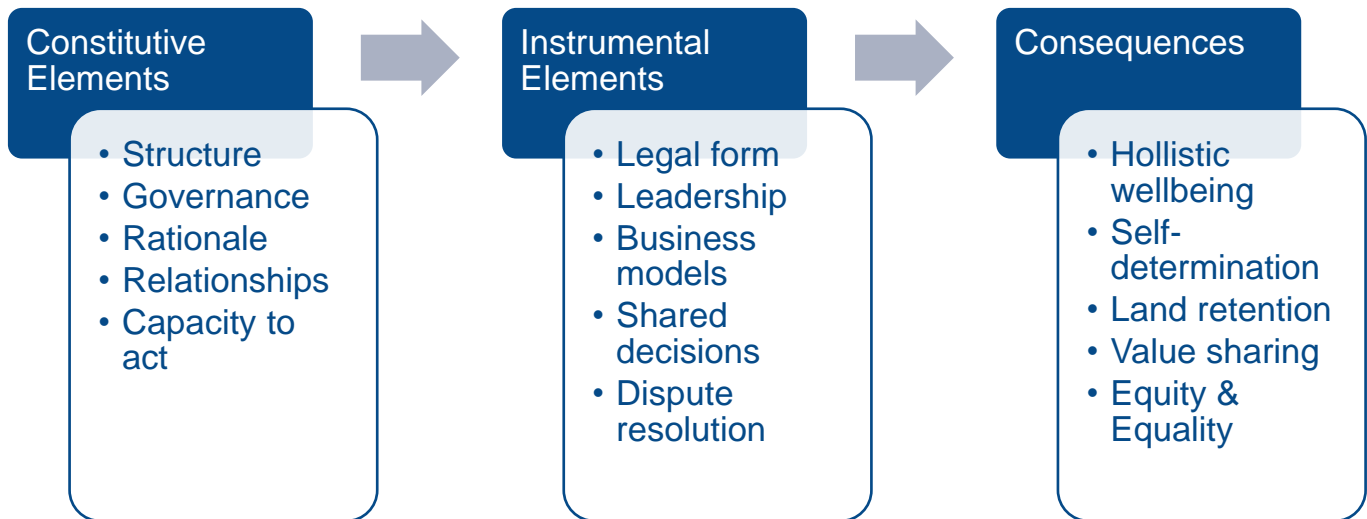 Constitutive
Elements
• Structure
• Governance
• Rationale
• Relationships
• Capacity to
act
Instrumental
Elements
• Legal form
• Leadership
• Business
models
• Shared
decisions
• Dispute
resolution
Consequences
• Hollistic
wellbeing
• Self-
determination
• Land retention
• Value sharing
• Equity &
Equality